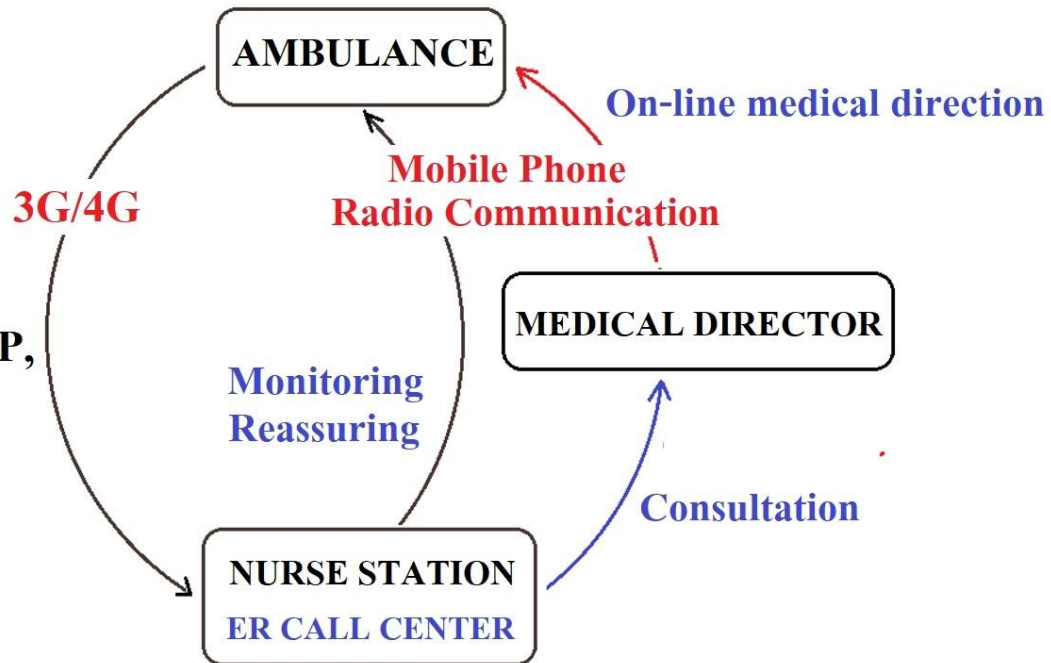 AMBULANCE
On-line medical direction
Mobile Phone
Radio Communication
3G/4G
MEDICAL DIRECTOR
P,
Monitoring
Reassuring
Consultation
NURSE STATION
ER CALL CENTER